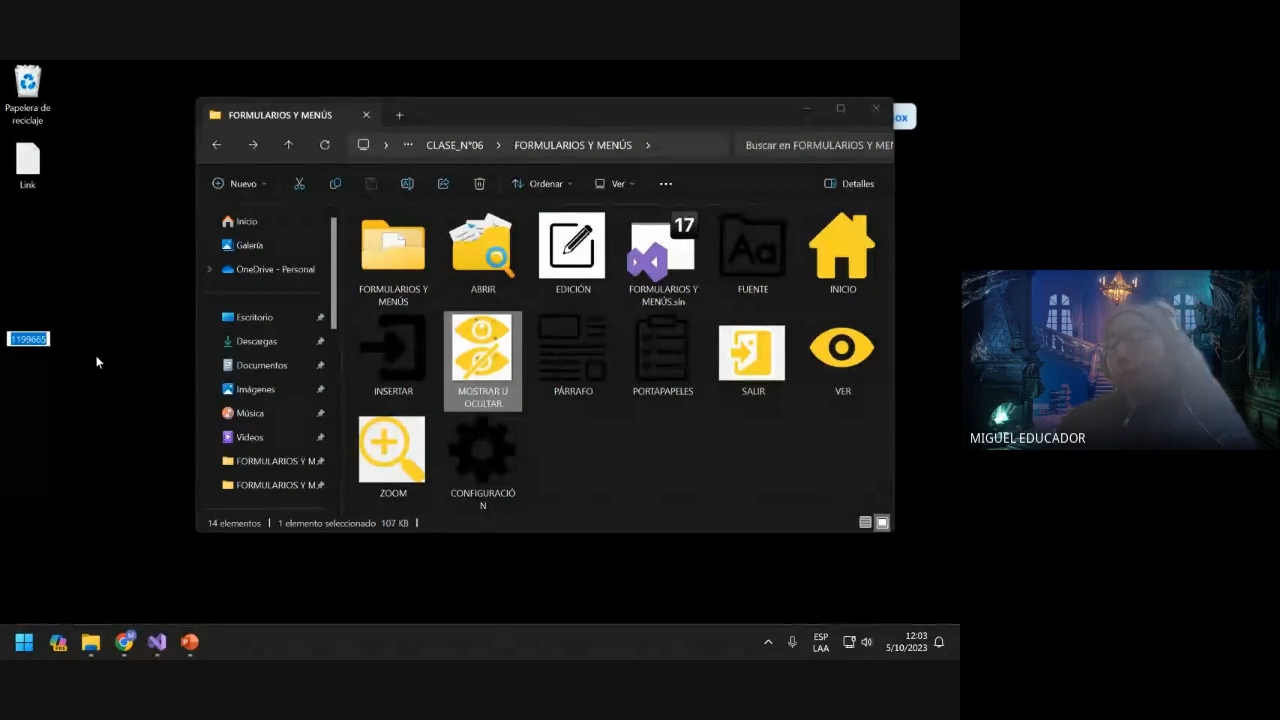 Papelera de
reciclaje
Link
1199665
FORMULARIOS Y MENÚS
CLASE_N°06
FORMULARIOS Y MENÚS
Buscar en FORMULARIOS Y MEN
Nuevo
Ordenar
Ver
Detalles
Inicio
Galería
OneDrive - Personal
Escritorio
Descargas
Documentos
Imágenes
Música
Videos
FORMULARIOS Y M
FORMULARIOS Y M
17
Aa
FORMULARIOS Y
MENÚS
ABRIR
EDICIÓN
FORMULARIOS Y
MENÚS.sln
FUENTE
INICIO
INSERTAR
MOSTRAR U
OCULTAR
PÁRRAFO
PORTAPAPELES
SALIR
VER
ZOOM
CONFIGURACIÓ
N
14 elementos
1 elemento seleccionado 107 KB
ox
ESP
LAA
12:03
5/10/2023
MIGUEL EDUCADOR